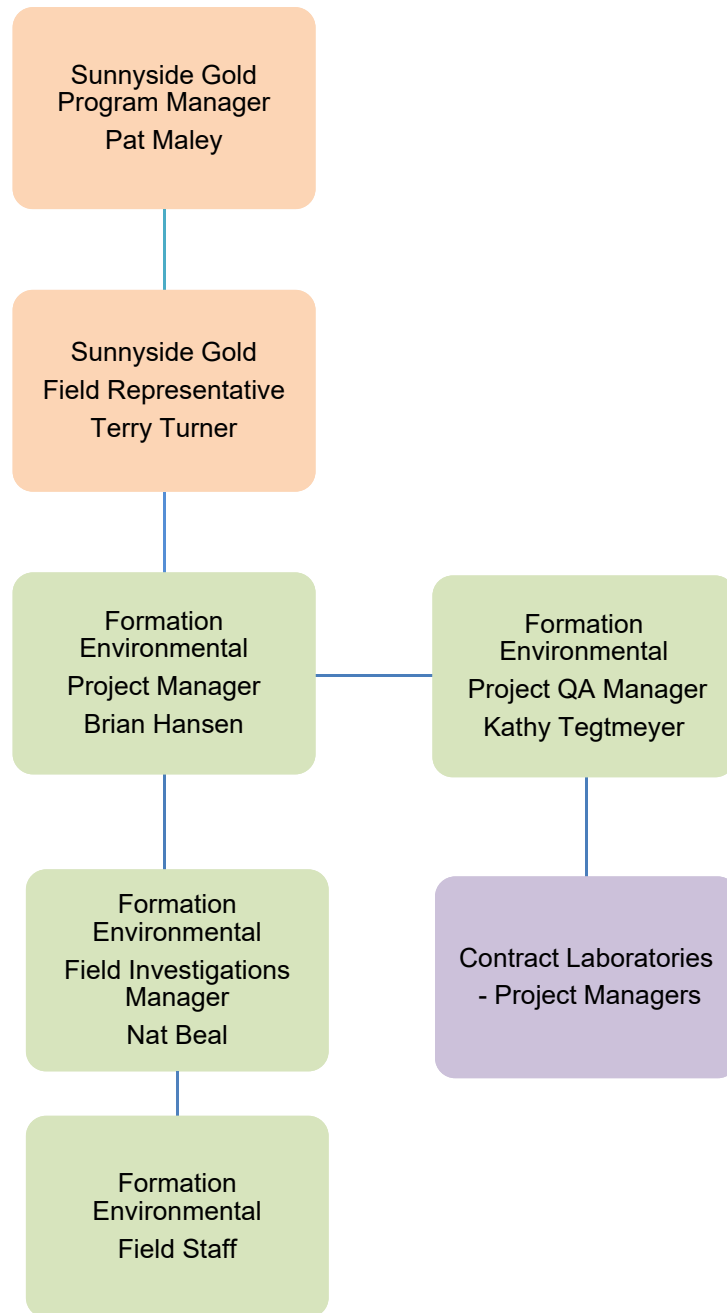 Sunnyside Gold
Program Manager
Pat Maley
Sunnyside Gold
Field Representative
Terry Turner
Formation
Environmental
Project Manager
Brian Hansen
Formation
Environmental
Project QA Manager
Kathy Tegtmeyer
Formation
Environmental
Field Investigations
Manager
Nat Beal
Contract Laboratories
- Project Managers
Formation
Environmental
Field Staff